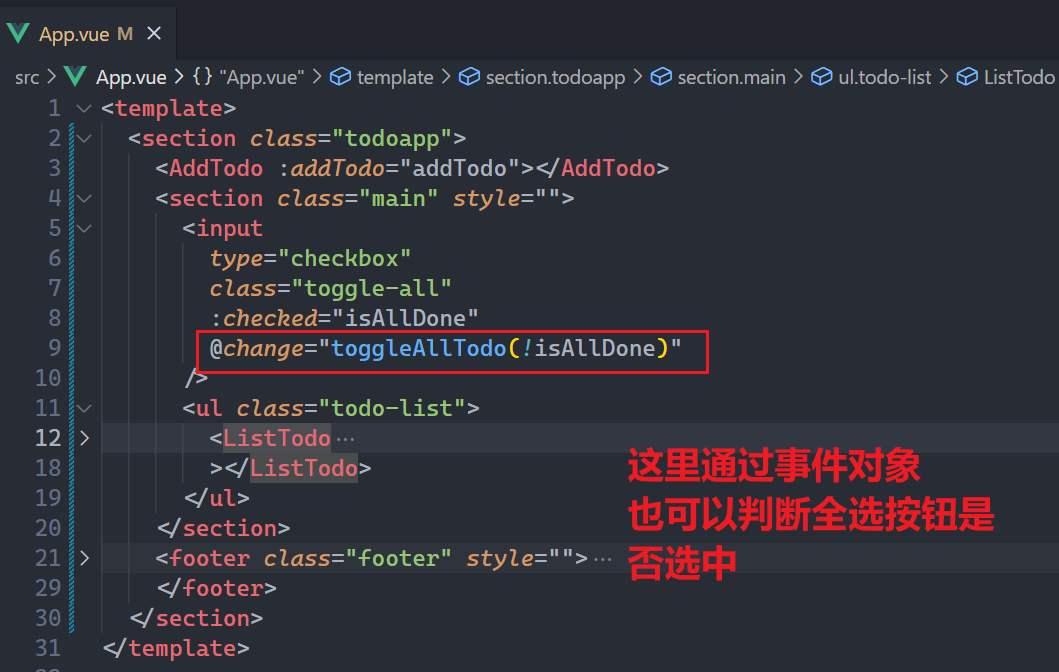 App.vue M ×
src > App.vue > {} "App.vue" > template > section.todoapp > section.main > ul.todo-list > ListTodo
1 <template>
2 <section class="todoapp">
3 <AddTodo :addTodo="addTodo"></AddTodo>
4 <section class="main" style="">
5 <input
6 type="checkbox"
7 class="toggle-all"
8 :checked="isAllDone"
9 @change="toggleAllTodo(!isAllDone)"
10 />
11 <ul class="todo-list">
12 <ListTodo ···
18 ></ListTodo>
19 </ul>
20 </section>
21 <footer class="footer" style=""> ···
29 </footer>
30 </section>
31 </template>
这里通过事件对象
也可以判断全选按钮是
否选中